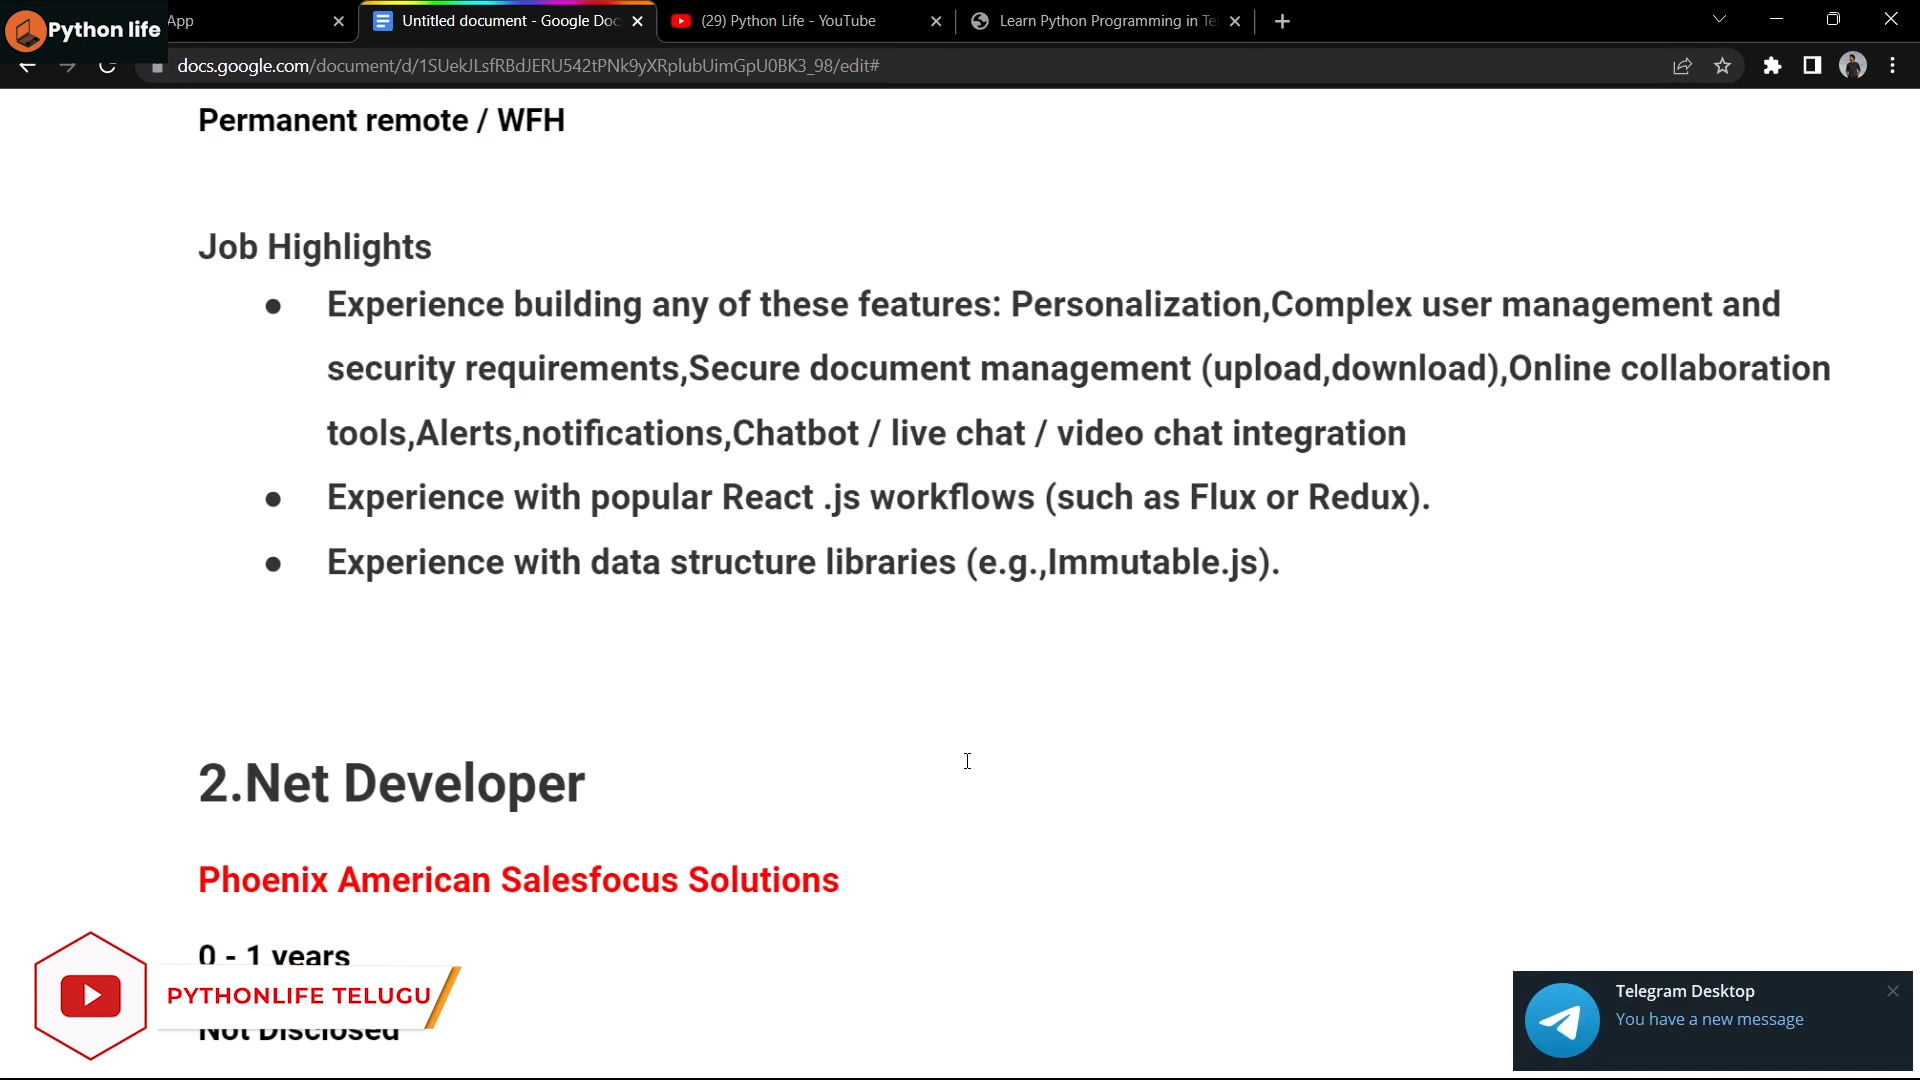 Python life
App
Untitled document - Google Doc
(29) Python Life - YouTube
Learn Python Programming in Te
docs.google.com/document/d/1SUekJLsfRBdJERU542tPNk9yXRplubUimGpU0BK3_98/edit#
Permanent remote / WFH
Job Highlights
● Experience building any of these features: Personalization,Complex user management and
security requirements,Secure document management (upload,download),Online collaboration
tools,Alerts,notifications,Chatbot / live chat / video chat integration
● Experience with popular React .js workflows (such as Flux or Redux).
● Experience with data structure libraries (e.g.,Immutable.js).
2.Net Developer
Phoenix American Salesfocus Solutions
0 - 1 years
PYTHONLIFE TELUGU
Not Disclosed
Telegram Desktop
You have a new message